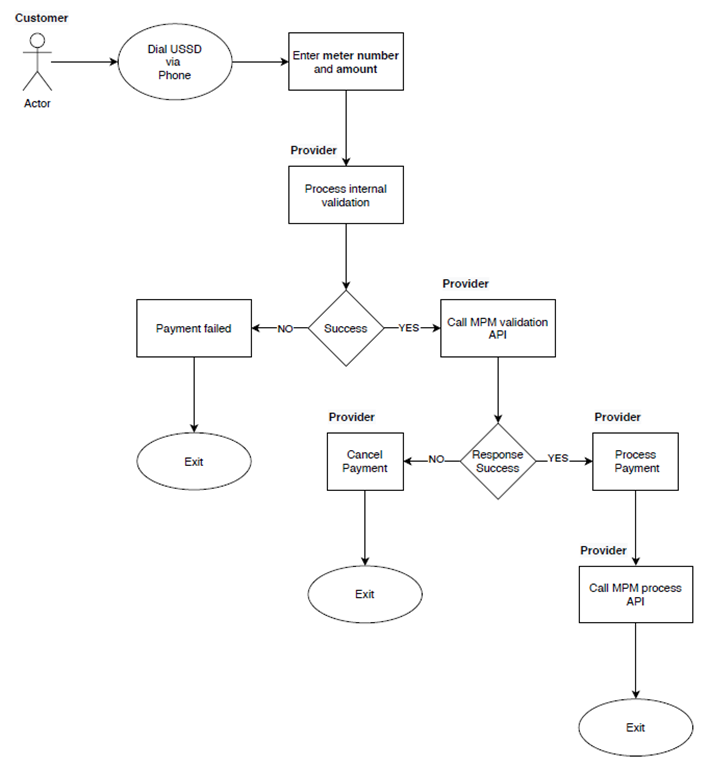 Customer
Actor
Dial USSD
via
Phone
Enter meter number
and amount
Provider
Process internal
validation
Payment failed
NO
Success
YES
Provider
Call MPM validation
API
Exit
Provider
Cancel
Payment
NO
Response
Success
YES
Provider
Process
Payment
Exit
Provider
Call MPM process
API
Exit